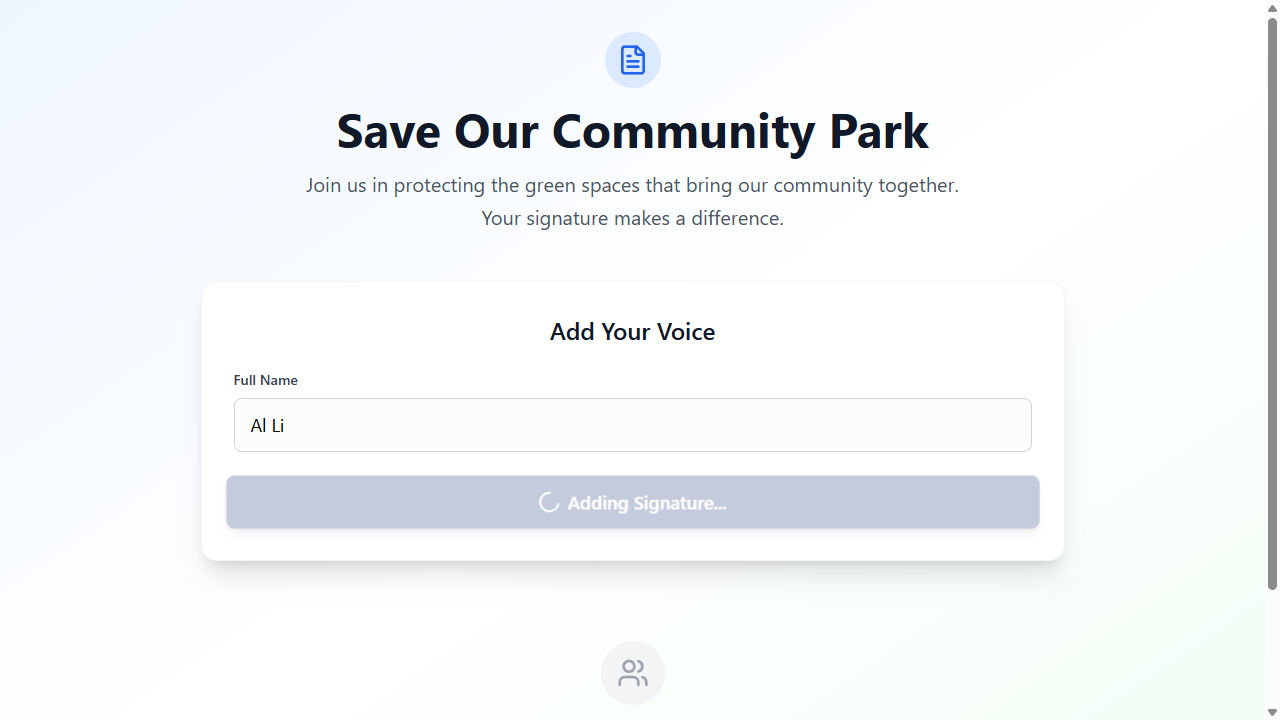 Save Our Community Park
Join us in protecting the green spaces that bring our community together.
Your signature makes a difference.
Add Your Voice
Full Name
Al Li
Adding Signature...